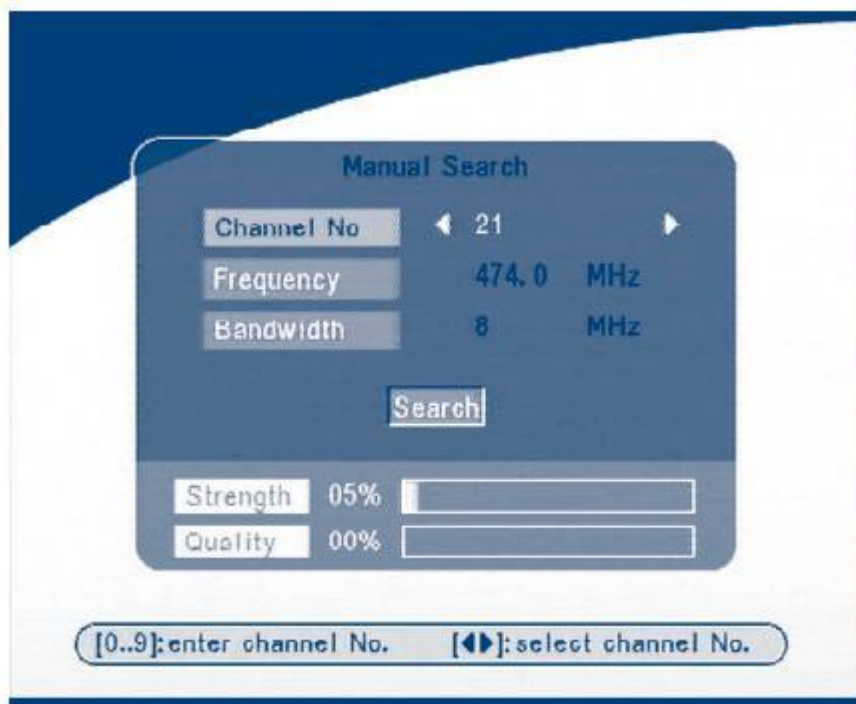 Manual Search
Channel No 21
Frequency 474.0 MHz
Bandwidth 8 MHz
Search
Strength 05%
Quality 00%
[0..9]:enter channel No. [◀▶]:select channel No.